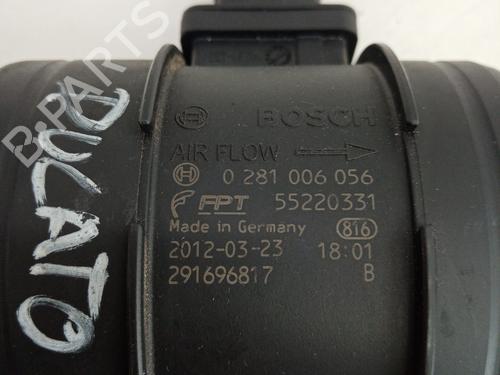 BOSCH
AIR FLOW
0 281 006 056
FPT 55220331
Made in Germany 816
2012-03-23 18:01
291696817 B
DUCATO
B-PARTS